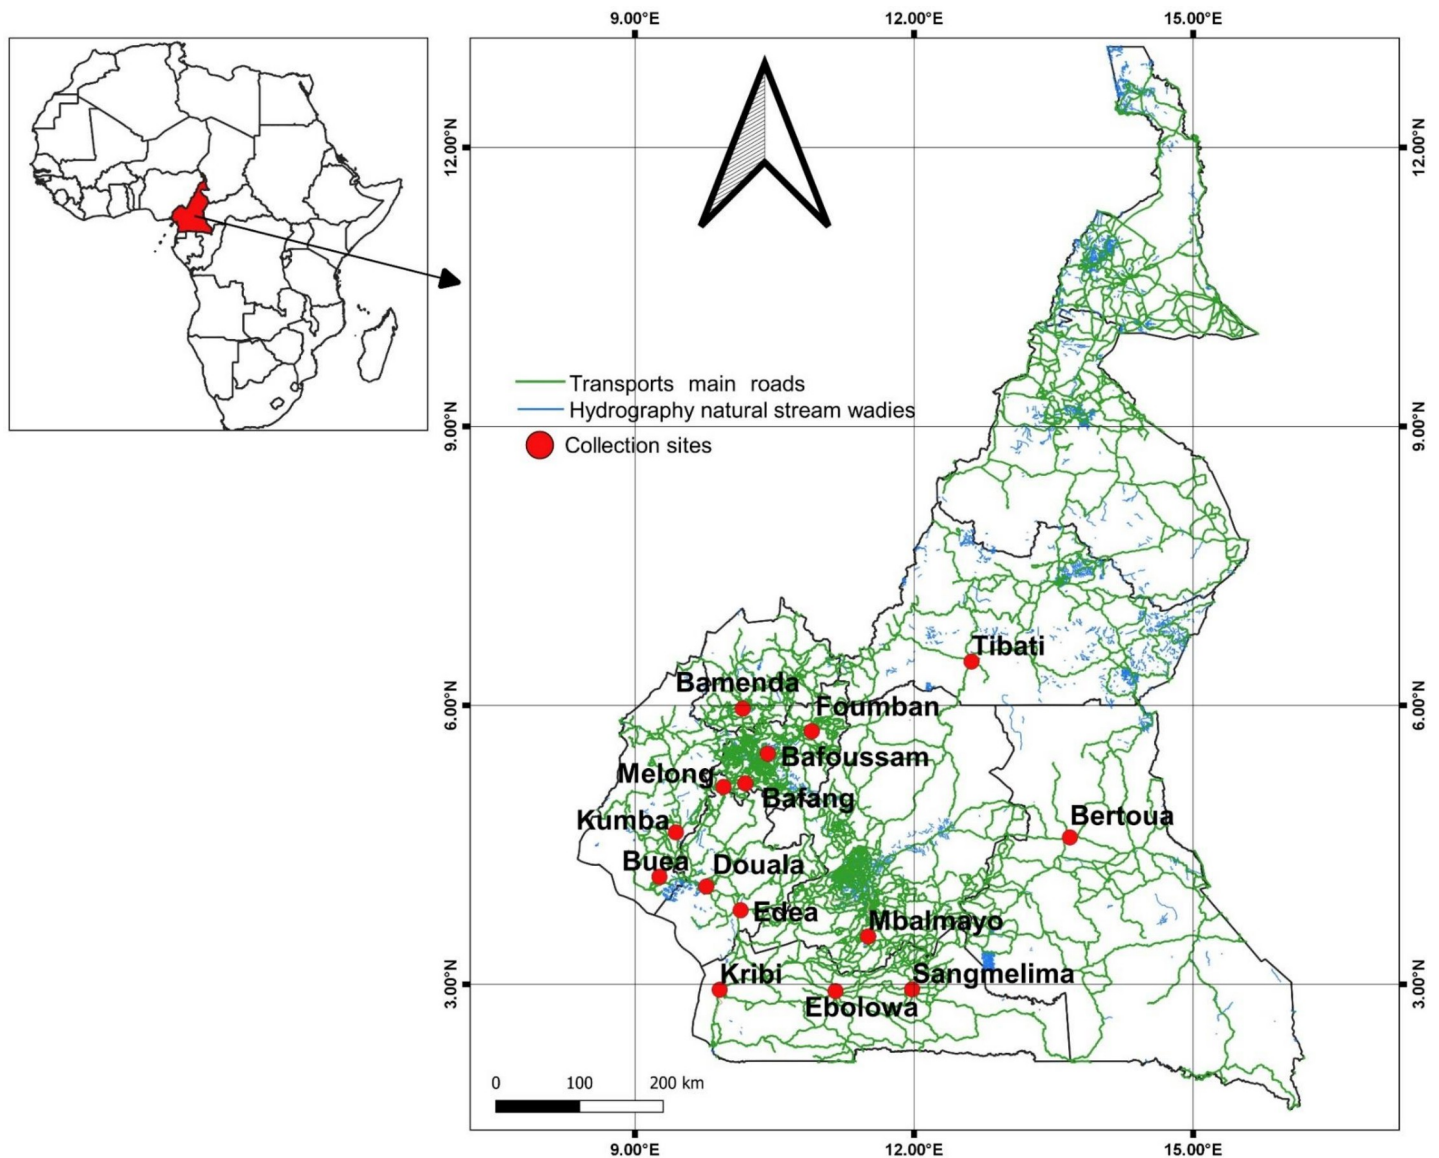 9.00°E 12.00°E 15.00°E
12.00°N 12.00°N
Transports main roads
Hydrography natural stream wadies
9.00°N 9.00°N
Collection sites
Tibati
Bamenda
6.00°N Foumban 6.00°N
Bafoussam
Melong
Bafang
Kumba Bertoua
Buea Douala
Edea Mbalmayo
3.00°N Kribi Sangmelima 3.00°N
Ebolowa
0 100 200 km
9.00°E 12.00°E 15.00°E